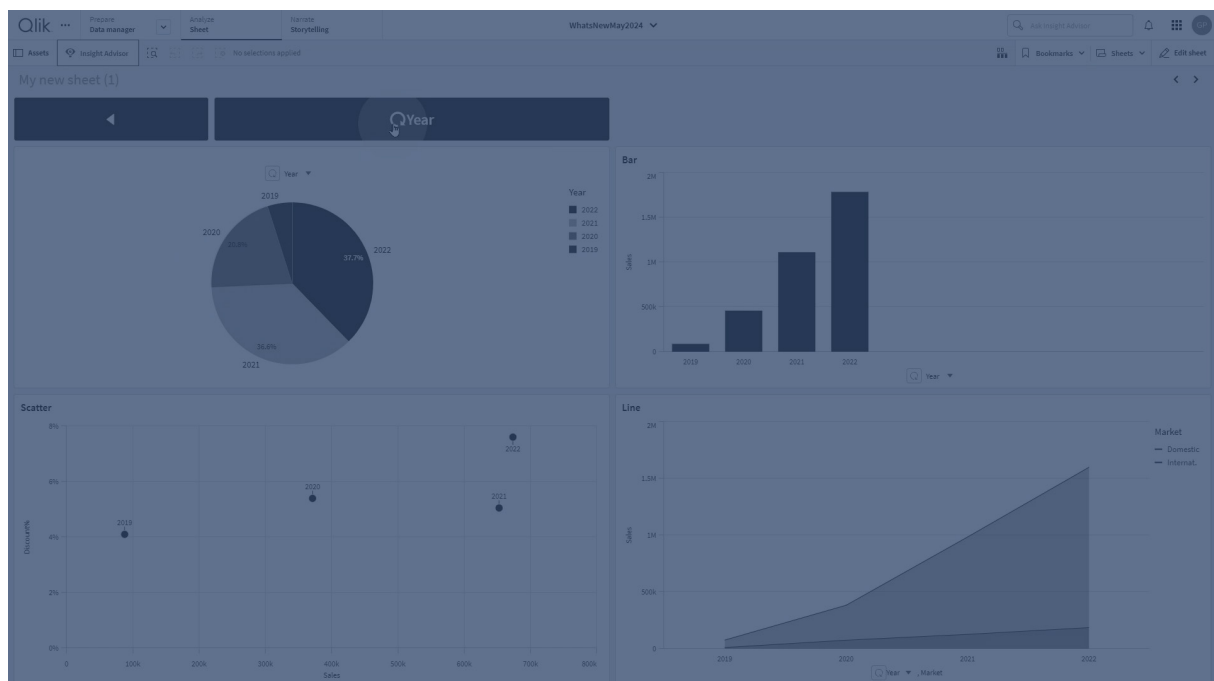 Qlik
Prepare
Data manager
Analyze
Sheet
Narrate
Storytelling
WhatsNewMay2024
Ask Insight Advisor
Assets
Insight Advisor
No selections applied
Bookmarks
Sheets
Edit sheet
My new sheet (1)
Year
Year
2019
2020
2022
37.7%
36.8%
2021
Year
2022
2021
2020
2019
Bar
2M
1.5M
1M
500k
0
Sales
2019 2020 2021 2022
Year
Scatter
8%
6%
4%
2%
0%
Discount%
2022
2020
2021
2019
0 100k 200k 300k 400k 500k 600k 700k 800k
Sales
Line
2M
1.5M
1M
500k
0
Sales
2019 2020 2021 2022
Year , Market
Market
Domestic
Internat.